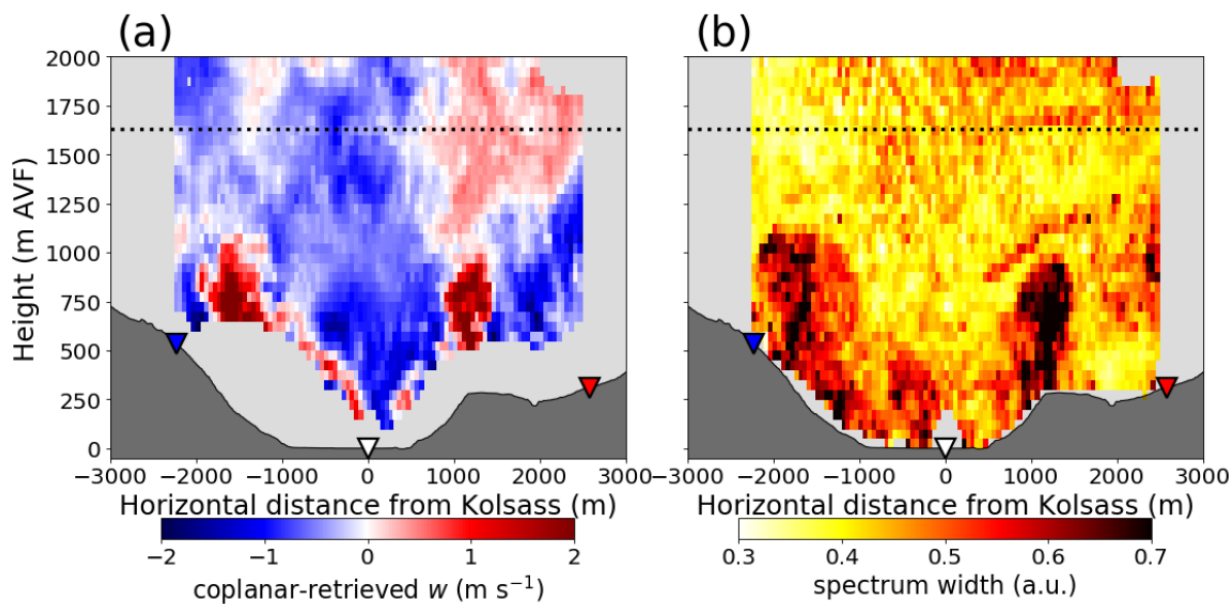 (a)
(b)
2000
1750
1500
1250
1000
750
500
250
0
Height (m AVF)
−3000 −2000 −1000 0 1000 2000 3000
−3000 −2000 −1000 0 1000 2000 3000
Horizontal distance from Kolsass (m)
Horizontal distance from Kolsass (m)
−2 −1 0 1 2
0.3 0.4 0.5 0.6 0.7
coplanar-retrieved w (m s⁻¹)
spectrum width (a.u.)